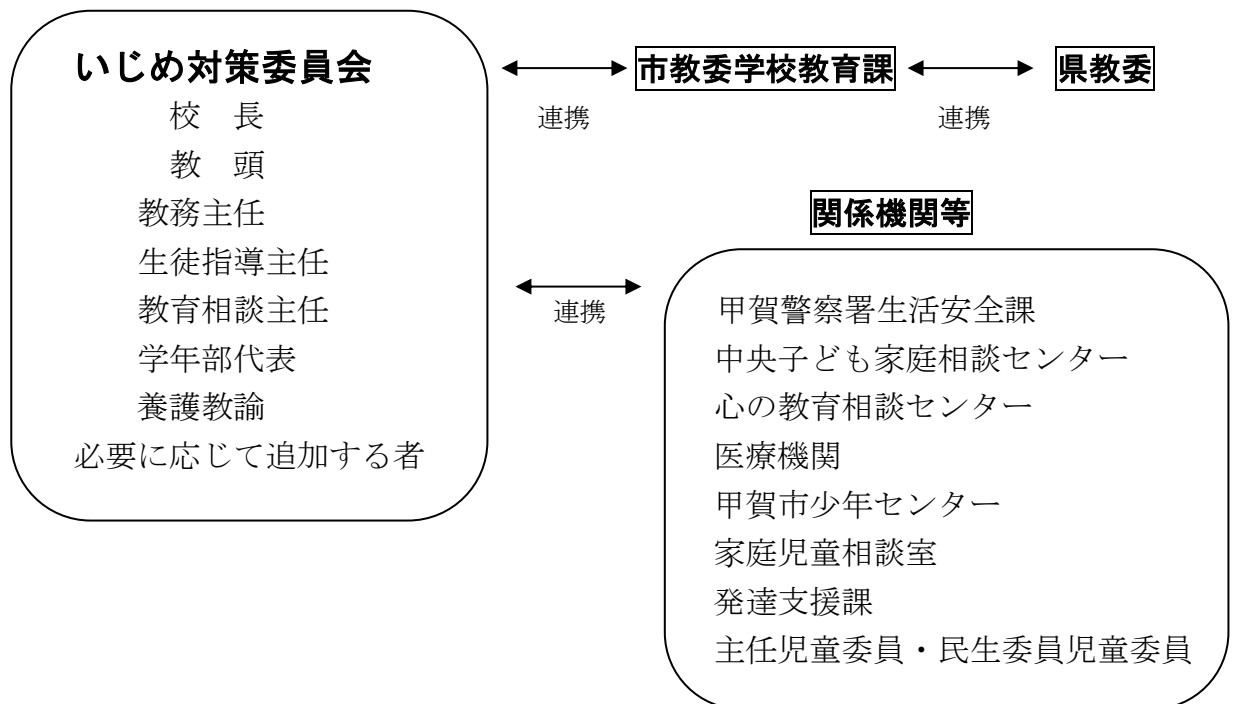 いじめ対策委員会
校　長
教　頭
教務主任
生徒指導主任
教育相談主任
学年部代表
養護教諭
必要に応じて追加する者
市教委学校教育課
県教委
連携
連携
関係機関等
連携
甲賀警察署生活安全課
中央子ども家庭相談センター
心の教育相談センター
医療機関
甲賀市少年センター
家庭児童相談室
発達支援課
主任児童委員・民生委員児童委員